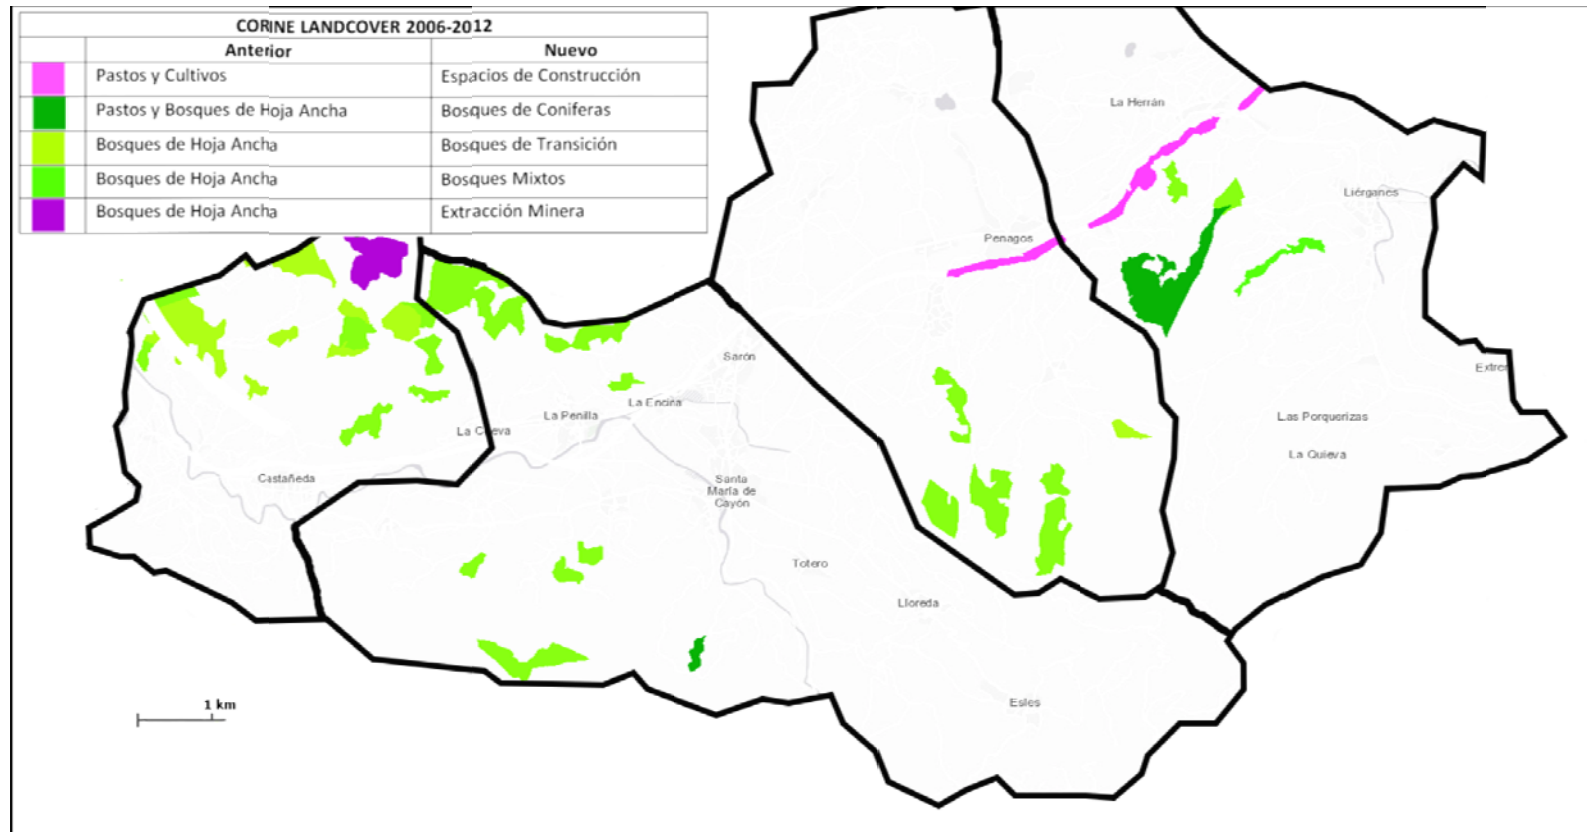 CORINE LANDCOVER 2006-2012
Anterior Nuevo
Pastos y Cultivos Espacios de Construcción
Pastos y Bosques de Hoja Ancha Bosques de Coniferas
Bosques de Hoja Ancha Bosques de Transición
Bosques de Hoja Ancha Bosques Mixtos
Bosques de Hoja Ancha Extracción Minera
La Herrán
Liérganes
Penagos
Sarón
Extre
La Encina
La Penilla
Las Porquerizas
La Cueva
La Quieva
Castañeda
Santa
María de
Cayón
Totero
Lloreda
Esles
1 km